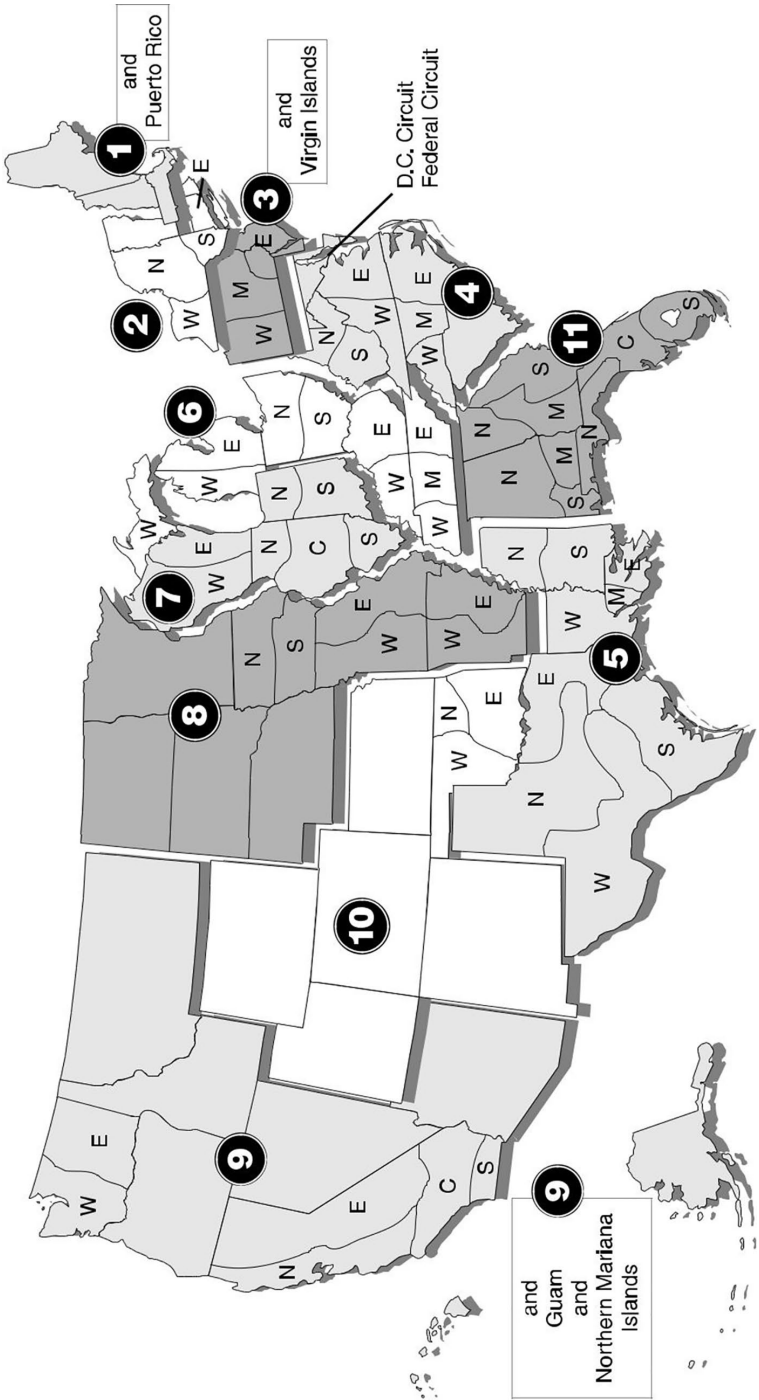 1
and
Puerto Rico
2
N
W
S
E
3
and
Virgin Islands
W
M
E
D.C. Circuit
Federal Circuit
4
N
S
W
E
W
M
E
6
W
W
E
N
S
W
E
W
M
E
7
W
E
N
C
S
N
S
8
N
S
W
E
W
E
9
W
E
N
E
C
S
10
W
N
E
5
N
E
W
S
W
M
E
N
S
11
N
M
S
N
M
S
N
C
S
9
and
Guam
and
Northern Mariana
Islands